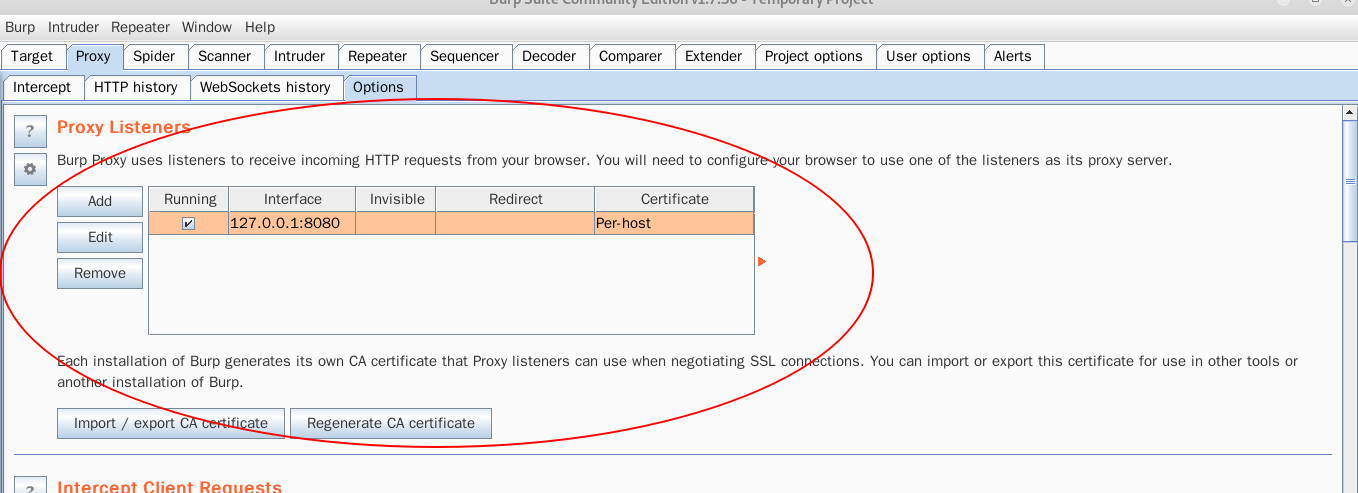 Burp Suite Community Edition v1.7.36 - Temporary Project
Burp Intruder Repeater Window Help
Target Proxy Spider Scanner Intruder Repeater Sequencer Decoder Comparer Extender Project options User options Alerts
Intercept HTTP history WebSockets history Options
? Proxy Listeners
Burp Proxy uses listeners to receive incoming HTTP requests from your browser. You will need to configure your browser to use one of the listeners as its proxy server.
Add Running Interface Invisible Redirect Certificate
127.0.0.1:8080 Per-host
Edit
Remove
Each installation of Burp generates its own CA certificate that Proxy listeners can use when negotiating SSL connections. You can import or export this certificate for use in other tools or
another installation of Burp.
Import / export CA certificate Regenerate CA certificate
? Intercept Client Requests